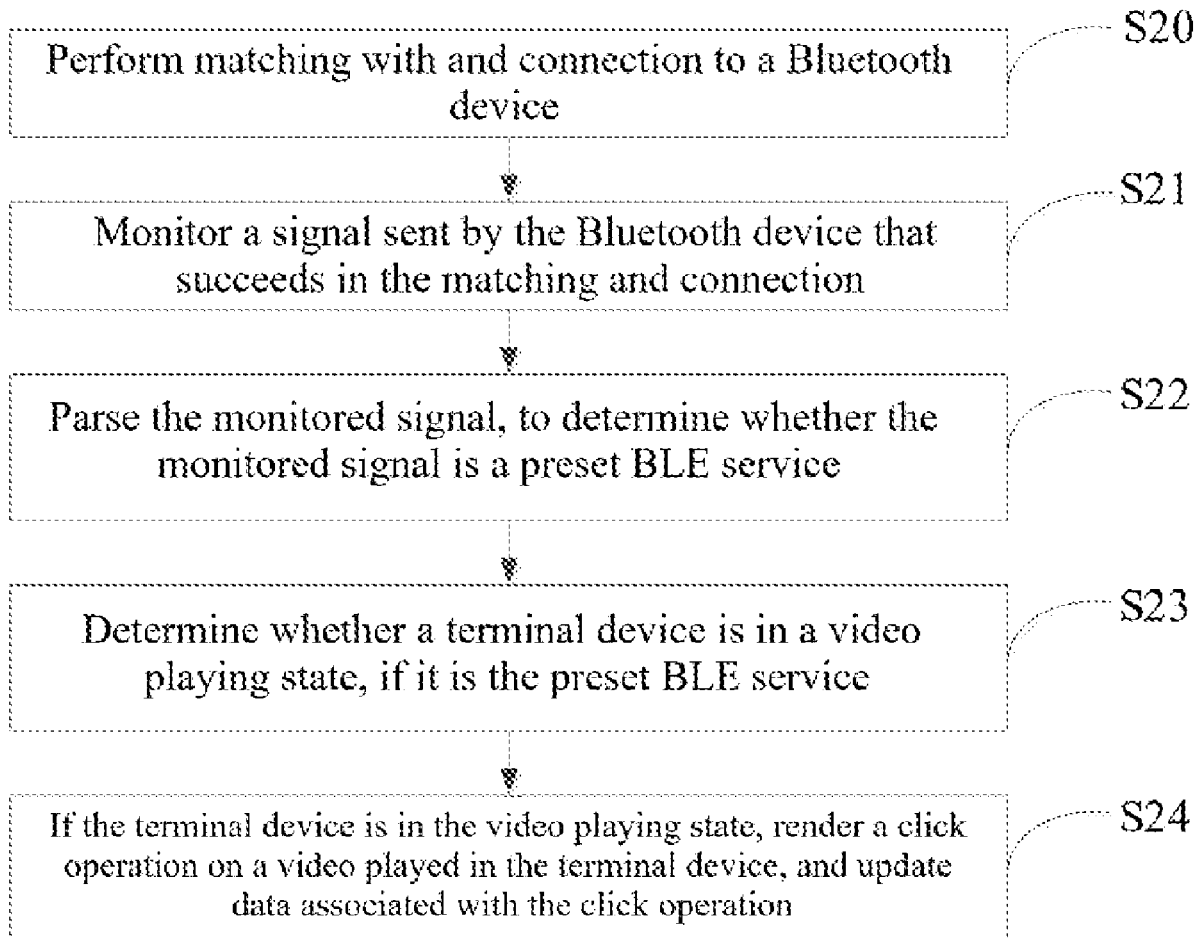 S20
Perform matching with and connection to a Bluetooth
device
S21
Monitor a signal sent by the Bluetooth device that
succeeds in the matching and connection
S22
Parse the monitored signal, to determine whether the
monitored signal is a preset BLE service
S23
Determine whether a terminal device is in a video
playing state, if it is the preset BLE service
S24
If the terminal device is in the video playing state, render a click
operation on a video played in the terminal device, and update
data associated with the click operation